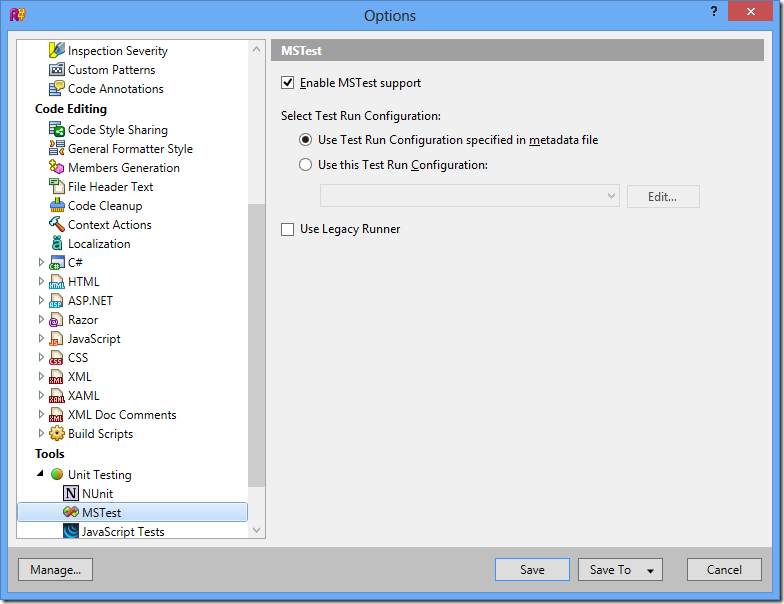 Options
?
Inspection Severity
Custom Patterns
Code Annotations
Code Editing
Code Style Sharing
General Formatter Style
Members Generation
File Header Text
Code Cleanup
Context Actions
Localization
C#
HTML
ASP.NET
Razor
JavaScript
CSS
XML
XAML
XML Doc Comments
Build Scripts
Tools
Unit Testing
N NUnit
MSTest
JavaScript Tests
MSTest
Enable MSTest support
Select Test Run Configuration:
Use Test Run Configuration specified in metadata file
Use this Test Run Configuration:
Edit...
Use Legacy Runner
Manage...
Save
Save To
Cancel